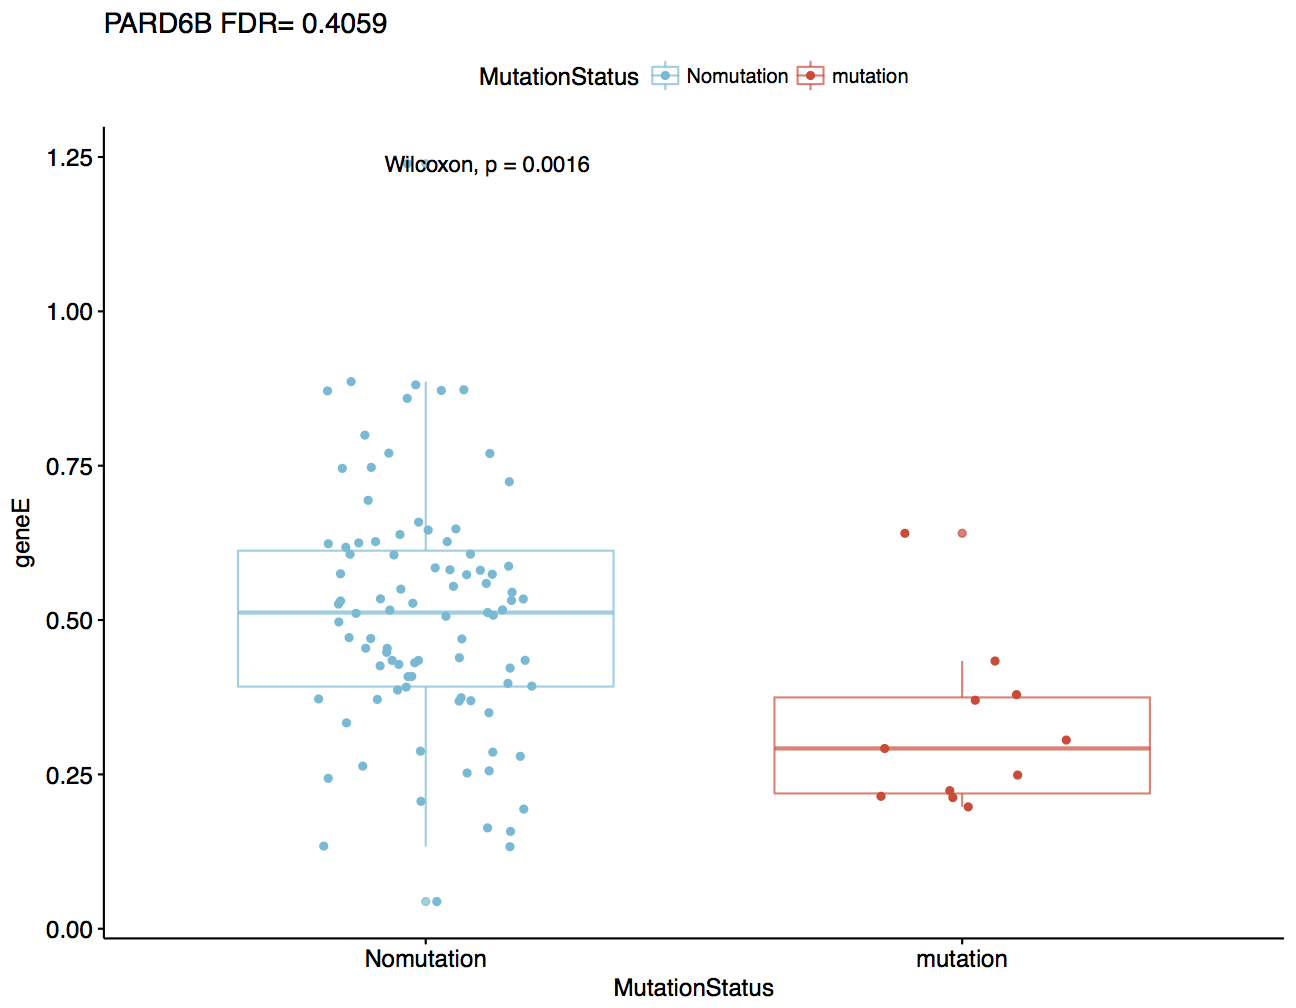 PARD6B FDR= 0.4059
MutationStatus Nomutation mutation
Wilcoxon, p = 0.0016
1.25
1.00
0.75
0.50
0.25
0.00
geneE
Nomutation mutation
MutationStatus